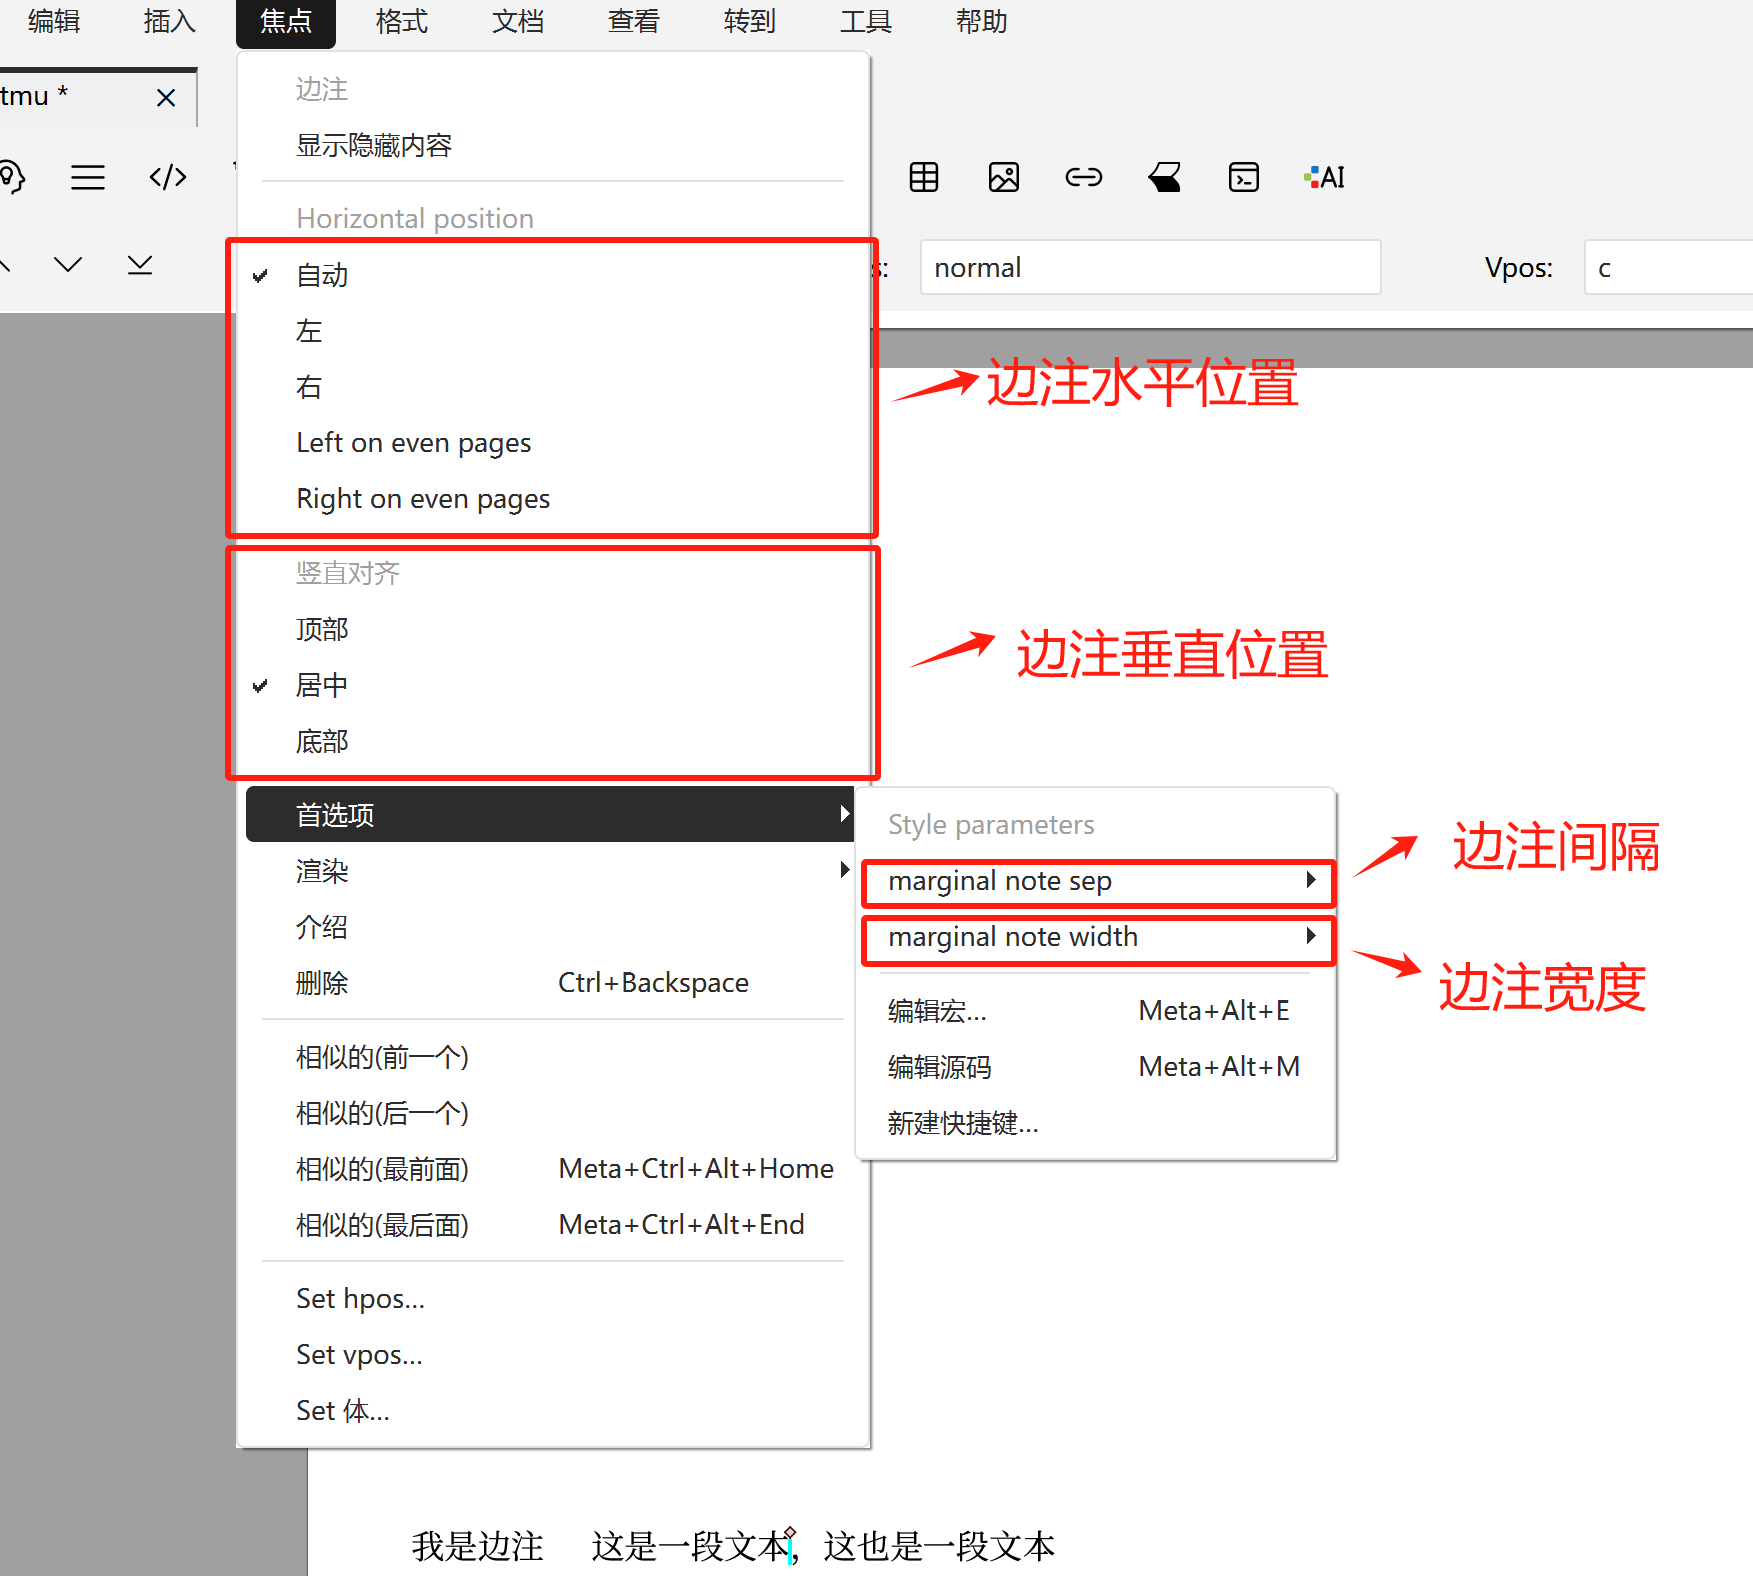 编辑 插入 焦点 格式 文档 查看 转到 工具 帮助
tmu *
AI
s: normal Vpos: c
边注
显示隐藏内容
Horizontal position
自动
左
右
Left on even pages
Right on even pages
边注水平位置
竖直对齐
顶部
居中
底部
边注垂直位置
首选项
渲染
介绍
删除 Ctrl+Backspace
相似的(前一个)
相似的(后一个)
相似的(最前面) Meta+Ctrl+Alt+Home
相似的(最后面) Meta+Ctrl+Alt+End
Set hpos...
Set vpos...
Set 体...
Style parameters
marginal note sep
marginal note width
编辑宏... Meta+Alt+E
编辑源码 Meta+Alt+M
新建快捷键...
边注间隔
边注宽度
我是边注 这是一段文本，这也是一段文本